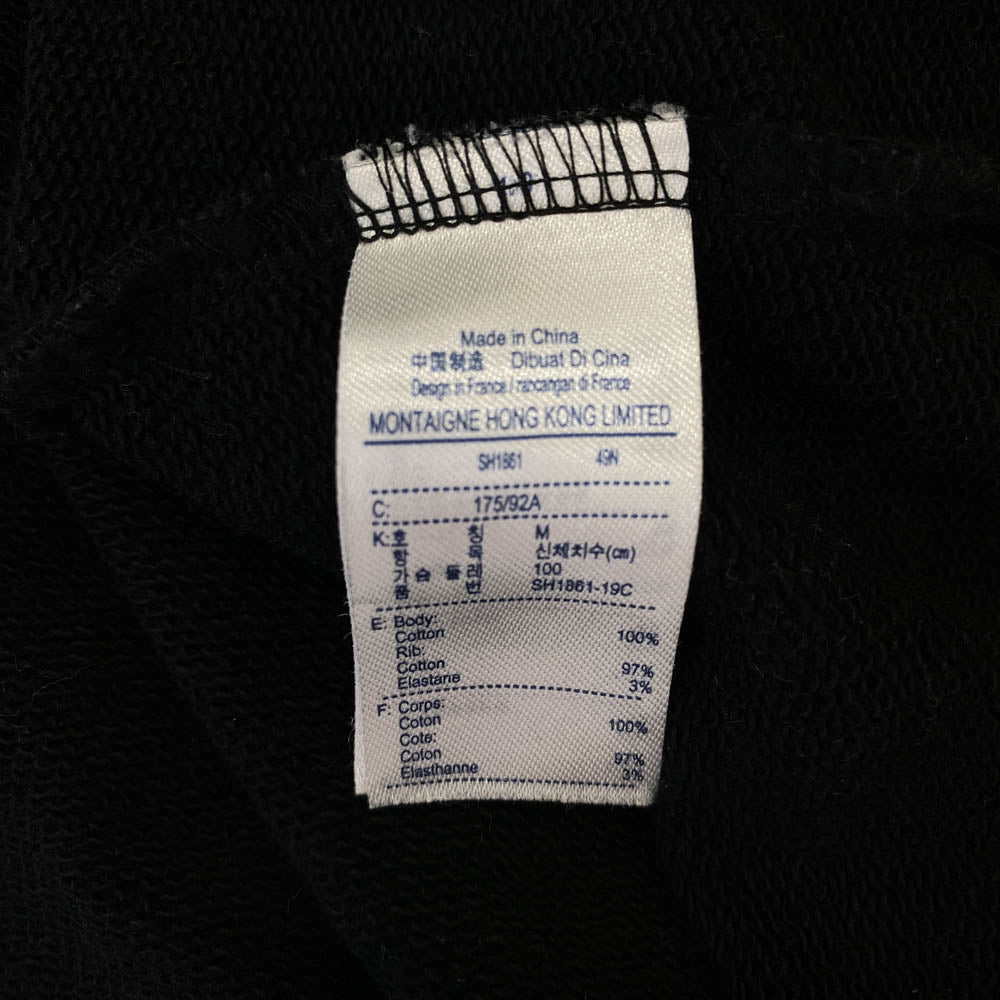 Made in China
中国制造 Dibuat Di Cina
Design in France / rancangan di France
MONTAIGNE HONG KONG LIMITED
SH1861 49N
C: 175/92A
K: 호 칭 M
항 목 신체치수(cm)
가 슴 둘 레 100
품 번 SH1861-19C
E: Body:
Cotton 100%
Rib:
Cotton 97%
Elastane 3%
F: Corps:
Coton 100%
Cote:
Coton 97%
Elasthanne 3%